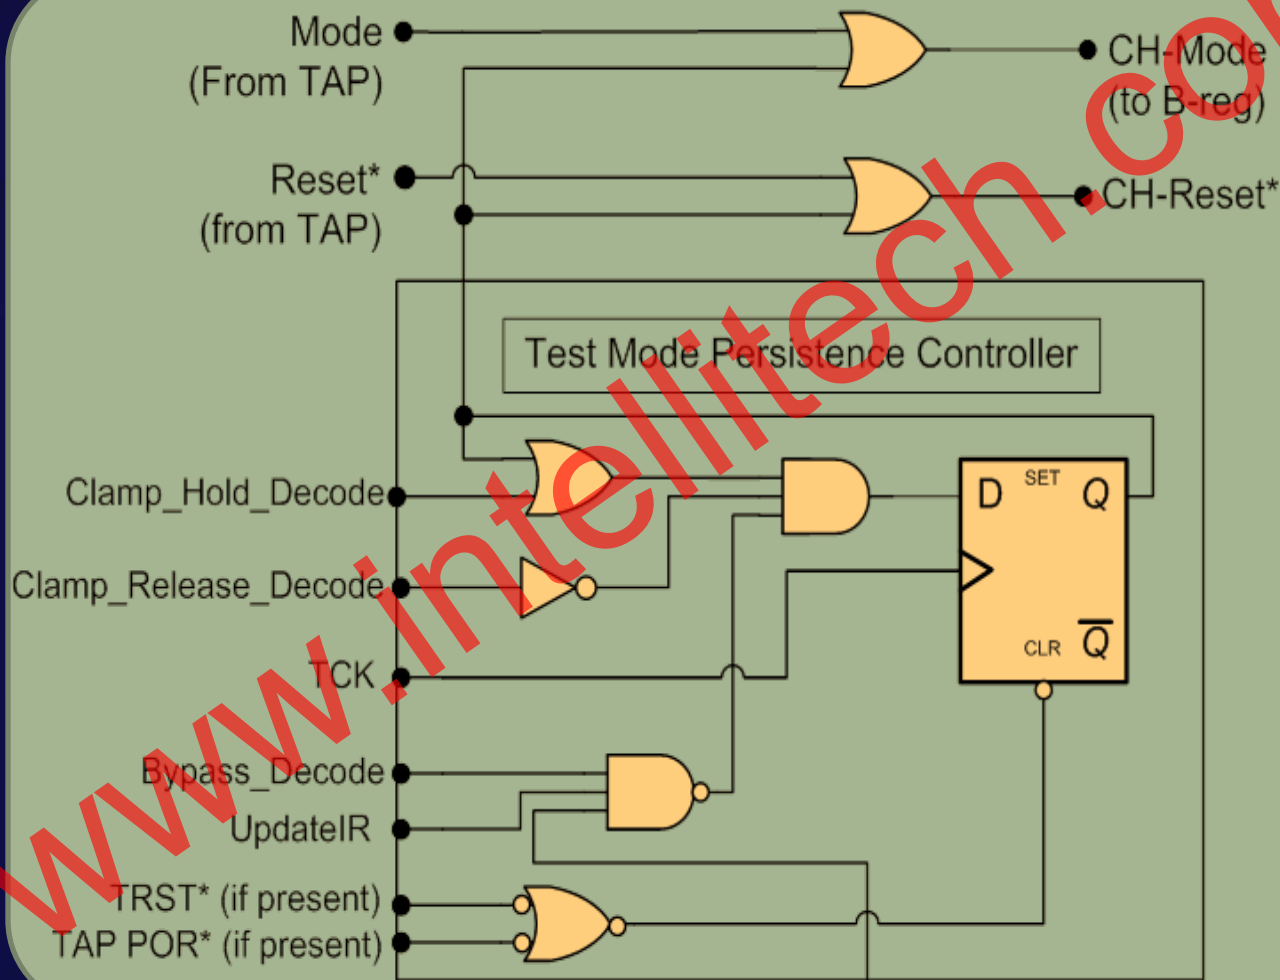 Mode
(From TAP)
CH-Mode
(to B-reg)
Reset*
(from TAP)
CH-Reset*
Test Mode Persistence Controller
Clamp_Hold_Decode
D SET Q
Clamp_Release_Decode
CLR Q
TCK
Bypass_Decode
UpdateIR
TRST* (if present)
TAP POR* (if present)
www.intellitech.co